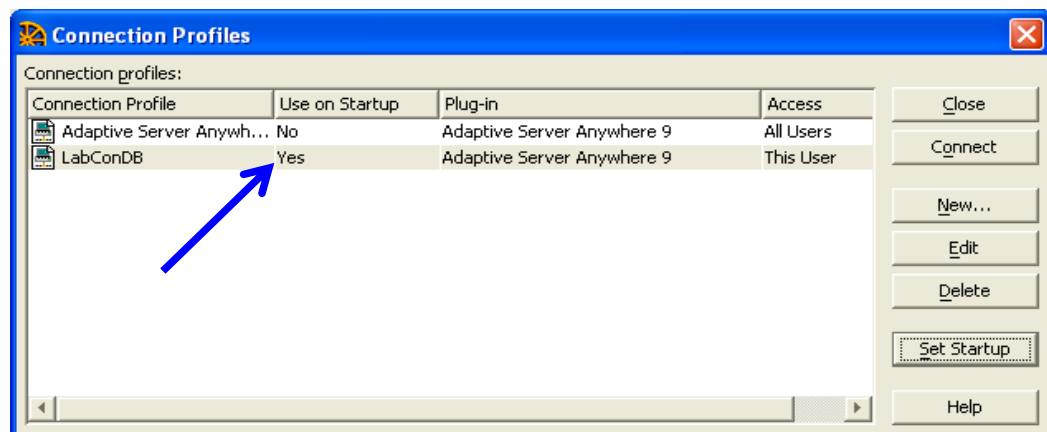 Connection Profiles
Connection profiles:
Connection Profile Use on Startup Plug-in Access
Adaptive Server Anywh... No Adaptive Server Anywhere 9 All Users
LabConDB Yes Adaptive Server Anywhere 9 This User
Close
Connect
New...
Edit
Delete
Set Startup
Help